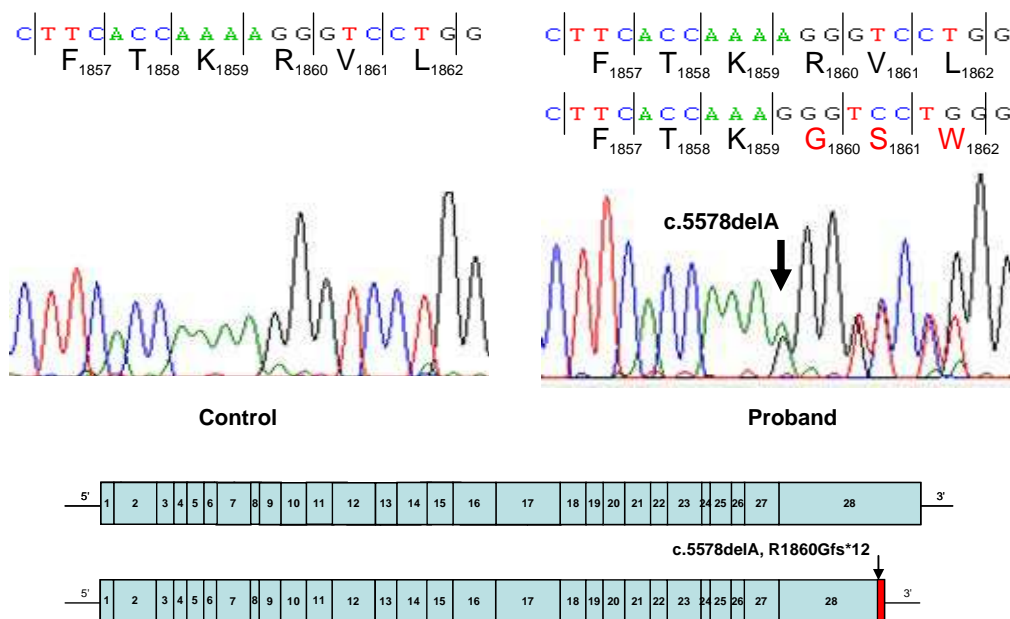 C|T T C|A C C|A A A|A G G|G T C|C T G|G
F1857 T1858 K1859 R1860 V1861 L1862
C|T T C|A C C|A A A|A G G|G T C|C T G|G
F1857 T1858 K1859 R1860 V1861 L1862
C|T T C|A C C|A A A|G G G|T C C|T G G|G
F1857 T1858 K1859 G1860 S1861 W1862
c.5578delA
Control
Proband
5' 1 2 3 4 5 6 7 8 9 10 11 12 13 14 15 16 17 18 19 20 21 22 23 24 25 26 27 28 3'
c.5578delA, R1860Gfs*12
5' 1 2 3 4 5 6 7 8 9 10 11 12 13 14 15 16 17 18 19 20 21 22 23 24 25 26 27 28 3'